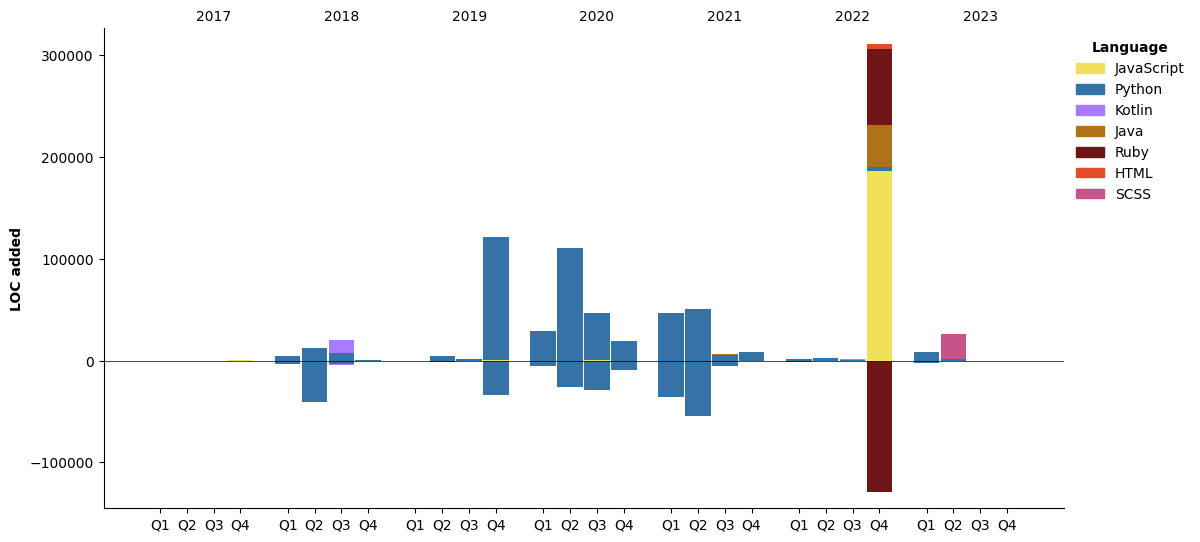 2017 2018 2019 2020 2021 2022 2023
Language
JavaScript
Python
Kotlin
Java
Ruby
HTML
SCSS
LOC added
300000
200000
100000
0
−100000
Q1 Q2 Q3 Q4 Q1 Q2 Q3 Q4 Q1 Q2 Q3 Q4 Q1 Q2 Q3 Q4 Q1 Q2 Q3 Q4 Q1 Q2 Q3 Q4 Q1 Q2 Q3 Q4